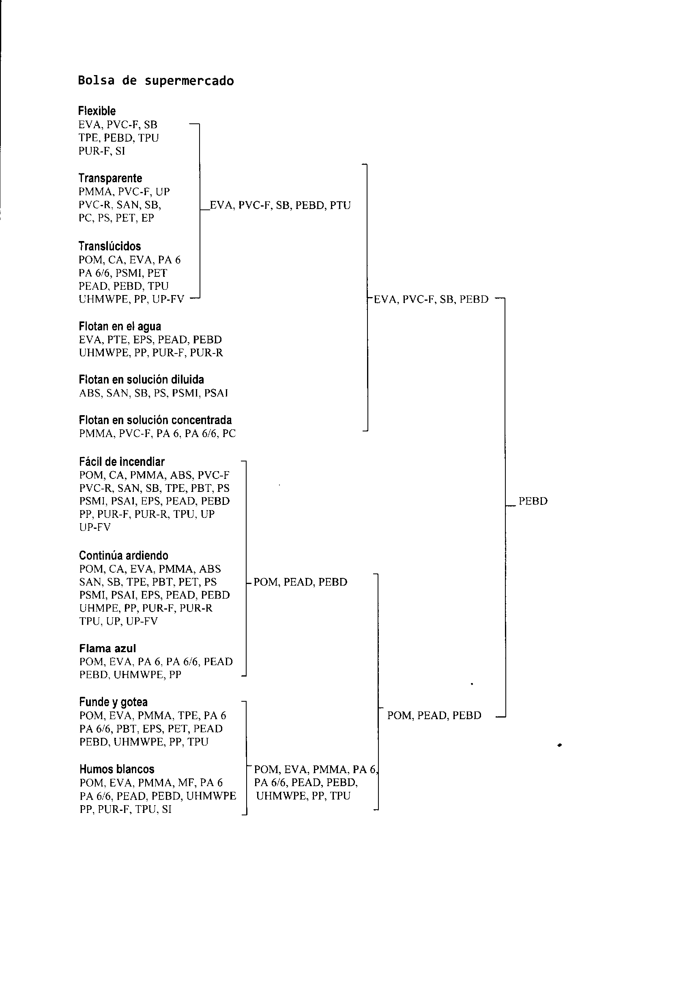 Bolsa de supermercado
Flexible
EVA, PVC-F, SB
TPE, PEBD, TPU
PUR-F, SI
Transparente
PMMA, PVC-F, UP
PVC-R, SAN, SB,
PC, PS, PET, EP
EVA, PVC-F, SB, PEBD, PTU
Translúcidos
POM, CA, EVA, PA 6
PA 6/6, PSMI, PET
PEAD, PEBD, TPU
UHMWPE, PP, UP-FV
EVA, PVC-F, SB, PEBD
Flotan en el agua
EVA, PTE, EPS, PEAD, PEBD
UHMWPE, PP, PUR-F, PUR-R
Flotan en solución diluida
ABS, SAN, SB, PS, PSMI, PSAI
Flotan en solución concentrada
PMMA, PVC-F, PA 6, PA 6/6, PC
Fácil de incendiar
POM, CA, PMMA, ABS, PVC-F
PVC-R, SAN, SB, TPE, PBT, PS
PSMI, PSAI, EPS, PEAD, PEBD
PP, PUR-F, PUR-R, TPU, UP
UP-FV
PEBD
Continúa ardiendo
POM, CA, EVA, PMMA, ABS
SAN, SB, TPE, PBT, PET, PS
PSMI, PSAI, EPS, PEAD, PEBD
UHMPE, PP, PUR-F, PUR-R
TPU, UP, UP-FV
POM, PEAD, PEBD
Flama azul
POM, EVA, PA 6, PA 6/6, PEAD
PEBD, UHMWPE, PP
Funde y gotea
POM, EVA, PMMA, TPE, PA 6
PA 6/6, PBT, EPS, PET, PEAD
PEBD, UHMWPE, PP, TPU
POM, PEAD, PEBD
Humos blancos
POM, EVA, PMMA, MF, PA 6
PA 6/6, PEAD, PEBD, UHMWPE
PP, PUR-F, TPU, SI
POM, EVA, PMMA, PA 6,
PA 6/6, PEAD, PEBD,
UHMWPE, PP, TPU